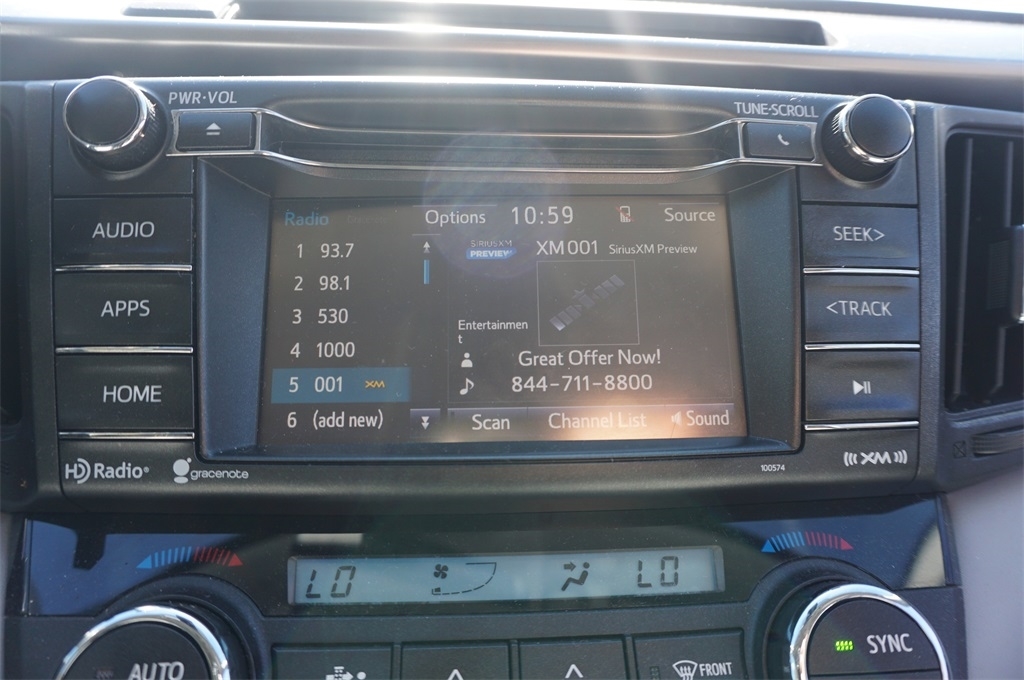 PWR·VOL
TUNE·SCROLL
AUDIO
APPS
HOME
HD Radio®
gracenote
Radio
Options
10:59
Source
1 93.7
2 98.1
3 530
4 1000
5 001 XM
6 (add new)
SIRIUSXM
PREVIEW
XM001 SiriusXM Preview
Entertainmen
t
Great Offer Now!
844-711-8800
Scan
Channel List
Sound
SEEK>
<TRACK
XM
100574
LO
LO
AUTO
FRONT
SYNC